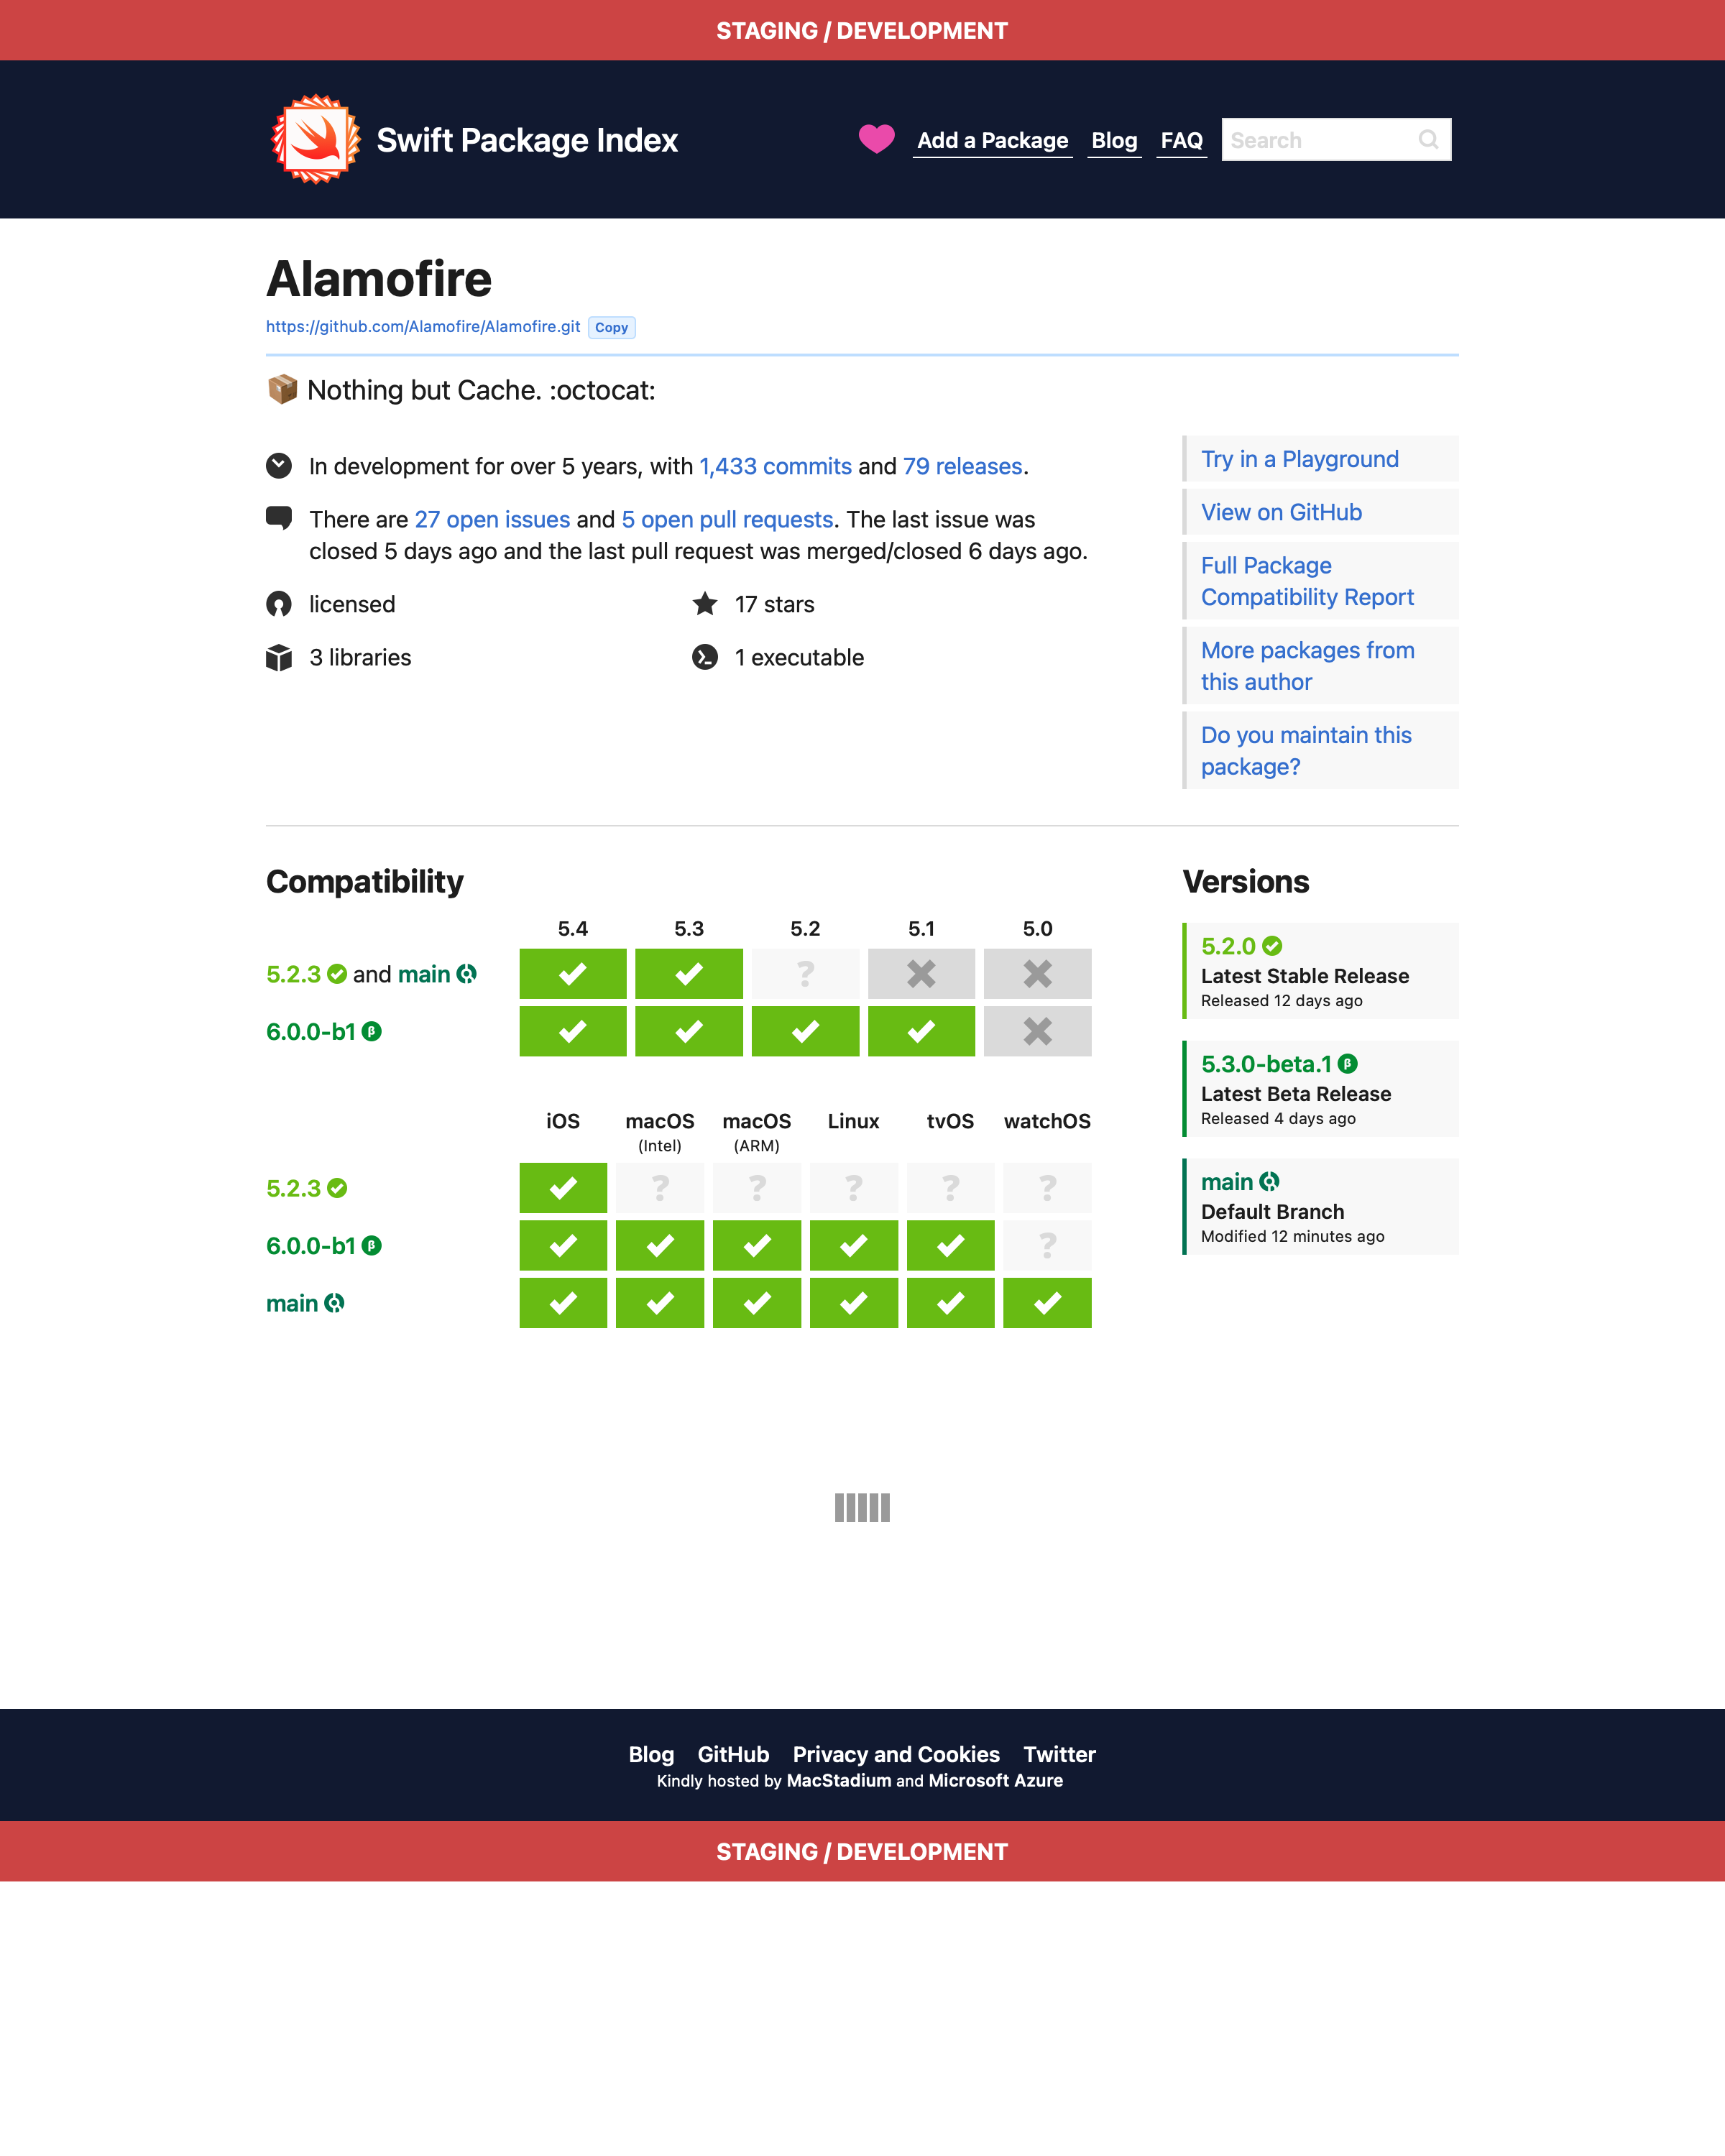 STAGING / DEVELOPMENT
Swift Package Index
Add a Package Blog FAQ Search
Alamofire
https://github.com/Alamofire/Alamofire.git Copy
📦 Nothing but Cache. :octocat:
In development for over 5 years, with 1,433 commits and 79 releases.
There are 27 open issues and 5 open pull requests. The last issue was
closed 5 days ago and the last pull request was merged/closed 6 days ago.
licensed
17 stars
3 libraries
1 executable
Try in a Playground
View on GitHub
Full Package
Compatibility Report
More packages from
this author
Do you maintain this
package?
Compatibility
5.4 5.3 5.2 5.1 5.0
5.2.3 and main ?
6.0.0-b1 β
iOS macOS macOS Linux tvOS watchOS
(Intel) (ARM)
5.2.3 ? ? ? ? ?
6.0.0-b1 β ?
main
Versions
5.2.0
Latest Stable Release
Released 12 days ago
5.3.0-beta.1 β
Latest Beta Release
Released 4 days ago
main
Default Branch
Modified 12 minutes ago
Blog GitHub Privacy and Cookies Twitter
Kindly hosted by MacStadium and Microsoft Azure
STAGING / DEVELOPMENT